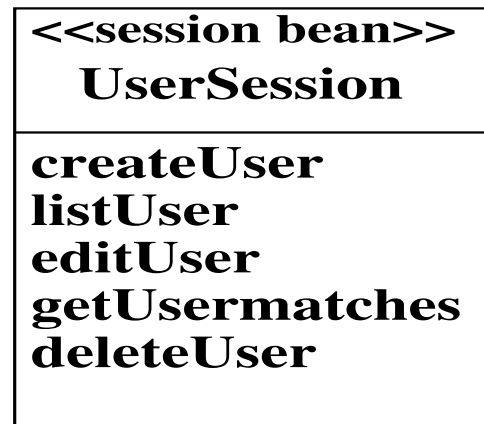 <<session bean>>
UserSession
createUser
listUser
editUser
getUsermatches
deleteUser